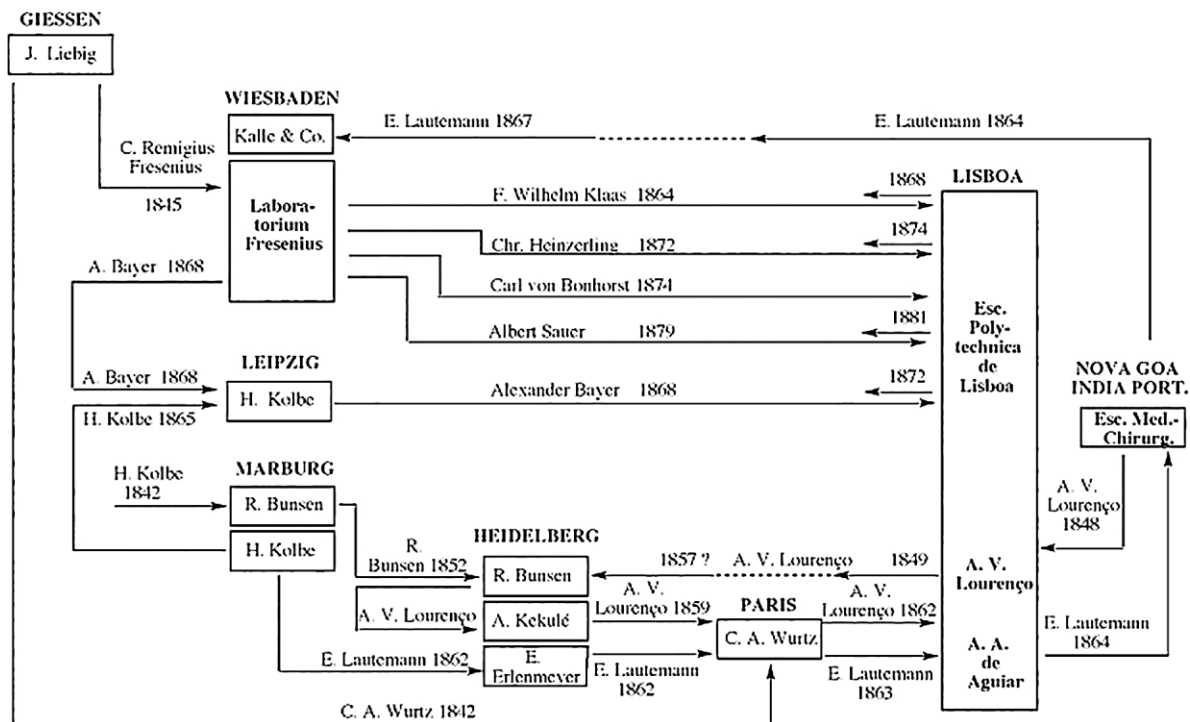 GIESSEN
J. Liebig
WIESBADEN
Kalle & Co.
E. Lautemann 1867
E. Lautemann 1864
C. Remigius
Fresenius
1845
Labora-
torium
Fresenius
LISBOA
F. Wilhelm Klaas 1864
1868
Chr. Heinzerling 1872
1874
A. Bayer 1868
Carl von Bonhorst 1874
Albert Sauer 1879
1881
Esc.
Poly-
technica
de
Lisboa
LEIPZIG
A. Bayer 1868
H. Kolbe
Alexander Bayer 1868
1872
H. Kolbe 1865
NOVA GOA
INDIA PORT.
Esc. Med.-
Chirurg.
MARBURG
H. Kolbe
1842
R. Bunsen
H. Kolbe
A. V.
Lourenço
1848
HEIDELBERG
R.
Bunsen 1852
R. Bunsen
1857 ?
A. V. Lourenço
1849
A. V.
Lourenço
A. V. Lourenço
A. Kekulé
A. V.
Lourenço 1859
PARIS
C. A. Wurtz
A. V.
Lourenço 1862
E. Lautemann 1862
E.
Erlenmeyer
E. Lautemann
1862
E. Lautemann
1863
A. A.
de
Aguiar
E. Lautemann
1864
C. A. Wurtz 1842